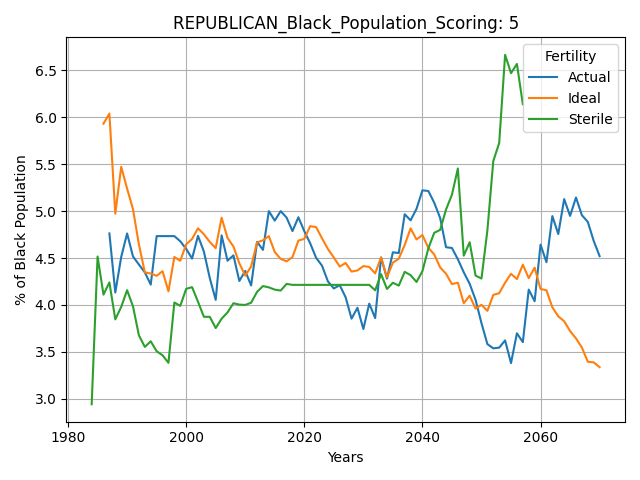 REPUBLICAN_Black_Population_Scoring: 5
% of Black Population
6.5
6.0
5.5
5.0
4.5
4.0
3.5
3.0
Fertility
Actual
Ideal
Sterile
1980
2000
2020
2040
2060
Years